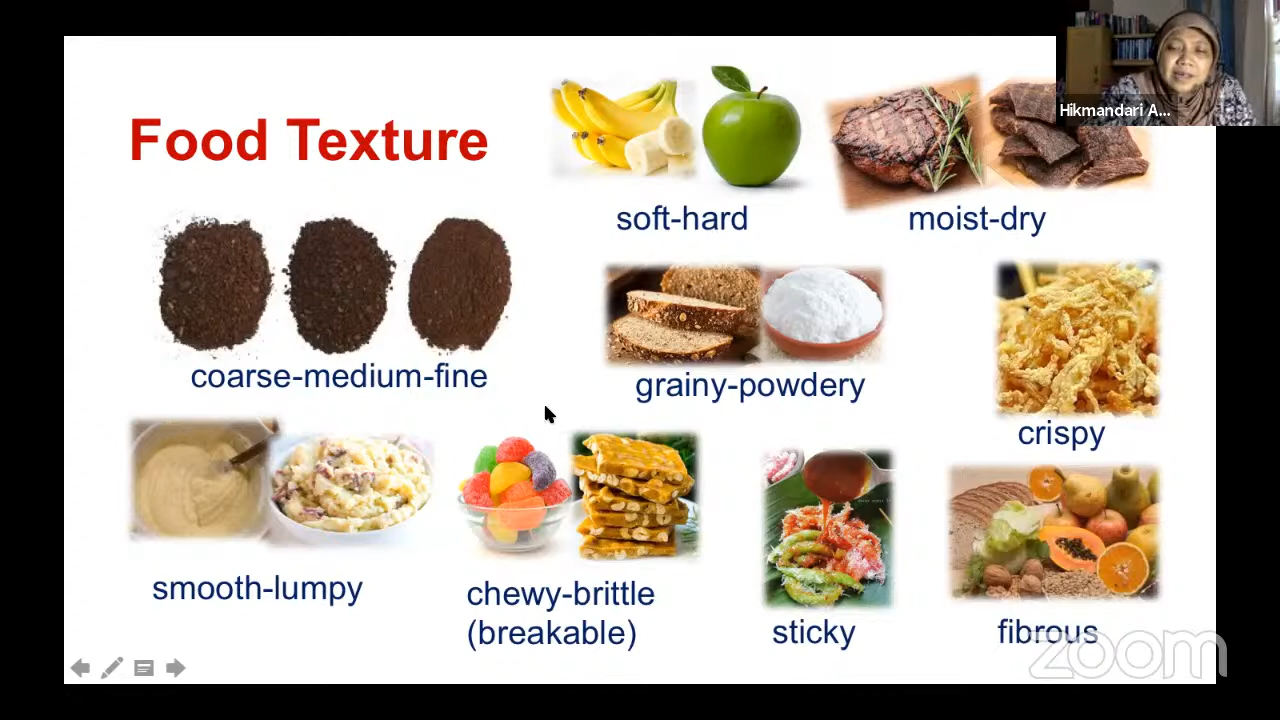 Hikmandari A...
Food Texture
soft-hard
moist-dry
coarse-medium-fine
grainy-powdery
crispy
smooth-lumpy
chewy-brittle
(breakable)
sticky
fibrous
zoom